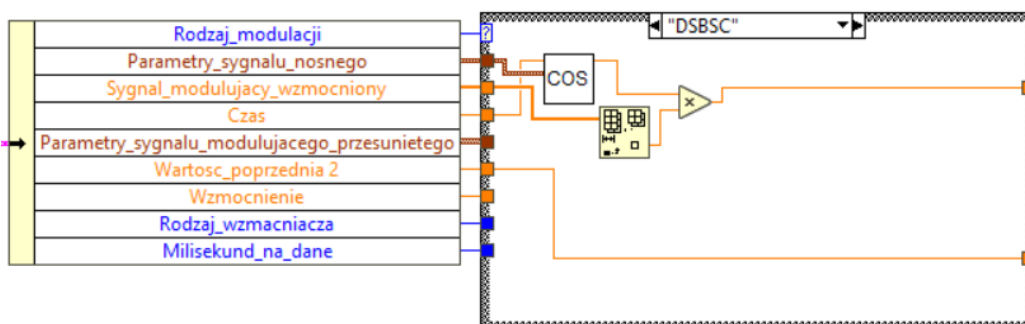 "DSBSC"
Rodzaj_modulacji
?
Parametry_sygnalu_nosnego
Sygnal_modulujacy_wzmocniony
COS
Czas
×
Parametry_sygnalu_modulujacego_przesunietego
Wartosc_poprzednia 2
Wzmocnienie
Rodzaj_wzmacniacza
Milisekund_na_dane